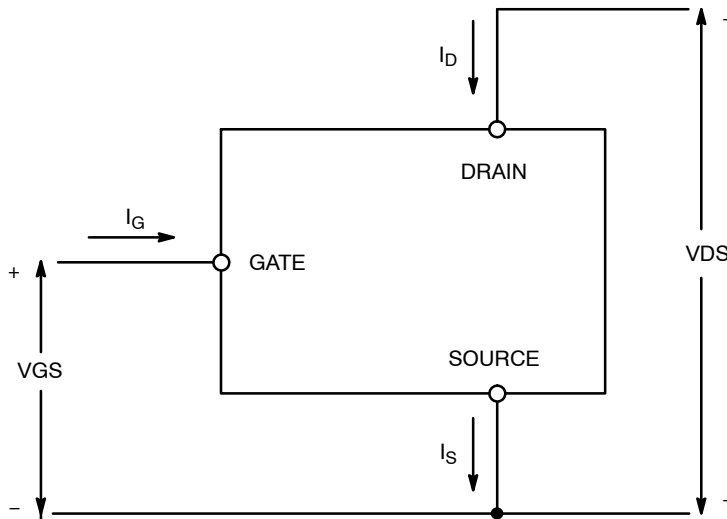 I_D
DRAIN
I_G
+
GATE
VDS
SOURCE
VGS
I_S
–